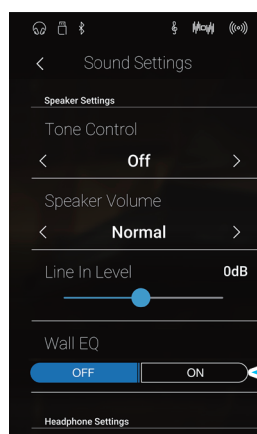 Sound Settings
Speaker Settings
Tone Control
Off
Speaker Volume
Normal
Line In Level 0dB
Wall EQ
OFF ON
Headphone Settings